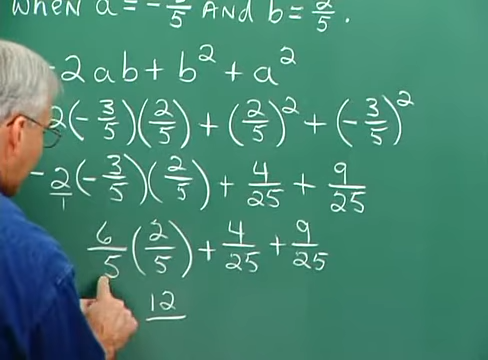 when a = -3/5 AND b = 2/5.
-2ab + b² + a²
2(-3/5)(2/5) + (2/5)² + (-3/5)²
-2/1(-3/5)(2/5) + 4/25 + 9/25
6/5(2/5) + 4/25 + 9/25
12